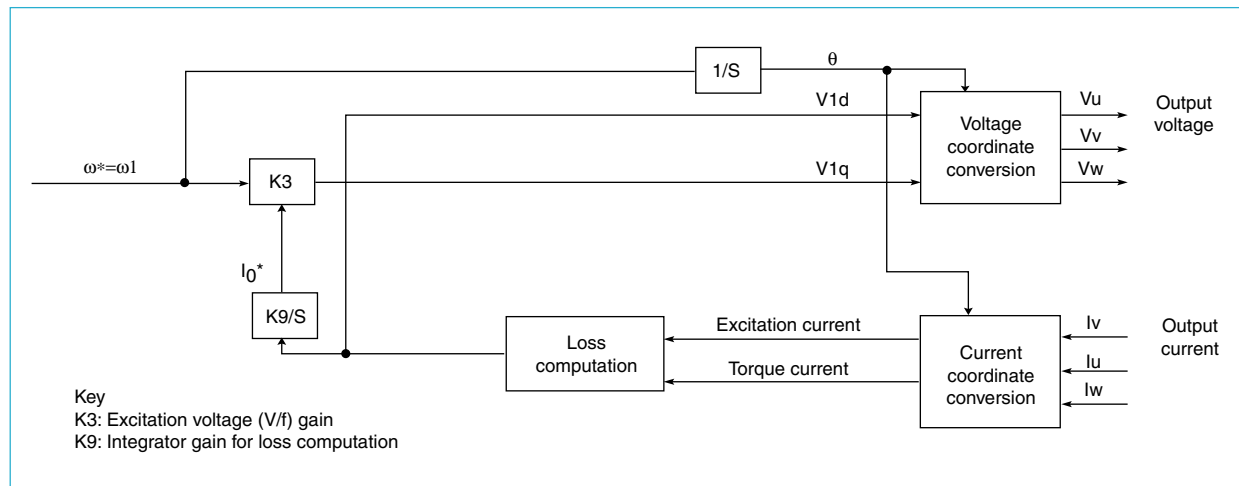 1/S
θ
V1d
Voltage
coordinate
conversion
Vu
Vv
Vw
Output
voltage
ω*=ω1
K3
V1q
I0*
K9/S
Loss
computation
Excitation current
Torque current
Current
coordinate
conversion
Iv
Iu
Iw
Output
current
Key
K3: Excitation voltage (V/f) gain
K9: Integrator gain for loss computation